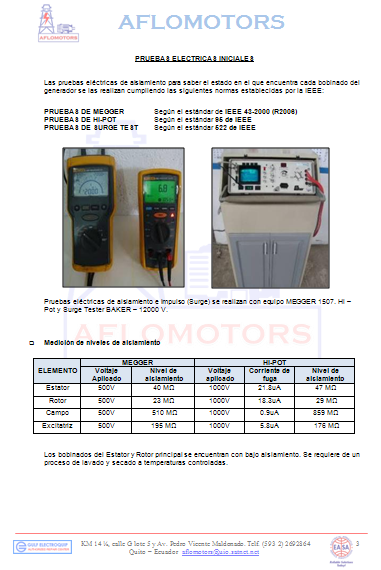 AFLOMOTORS
AFLOMOTORS
PRUEBAS ELECTRICAS INICIALES
Las pruebas eléctricas de aislamiento para saber el estado en el que encuentra cada bobinado del
generador se las realizan cumpliendo las siguientes normas establecidas por la IEEE:
PRUEBAS DE MEGGER Según el estándar de IEEE 43-2000 (R2006)
PRUEBAS DE HI-POT Según el estándar 95 de IEEE
PRUEBAS DE SURGE TEST Según el estándar 522 de IEEE
Pruebas eléctricas de aislamiento e Impulso (Surge) se realizan con equipo MEGGER 1507. Hi –
Pot y Surge Tester BAKER – 12000 V.
AFLOMOTORS
Medición de niveles de aislamiento
ELEMENTO MEGGER HI-POT
Voltaje Aplicado Nivel de aislamiento Voltaje aplicado Corriente de fuga Nivel de aislamiento
Estator 500V 40 MΩ 1000V 21.8uA 47 MΩ
Rotor 500V 23 MΩ 1000V 18.3uA 29 MΩ
Campo 500V 510 MΩ 1000V 0.9uA 859 MΩ
Excitatriz 500V 195 MΩ 1000V 5.8uA 176 MΩ
Los bobinados del Estator y Rotor principal se encuentran con bajo aislamiento. Se requiere de un
proceso de lavado y secado a temperaturas controladas.
GULF ELECTROQUIP
KM 14 ½, calle G lote 5 y Av. Pedro Vicente Maldonado. Telf. (593 2) 2692864
Quito – Ecuador aflomotors@uio.satnet.net
EASA
3